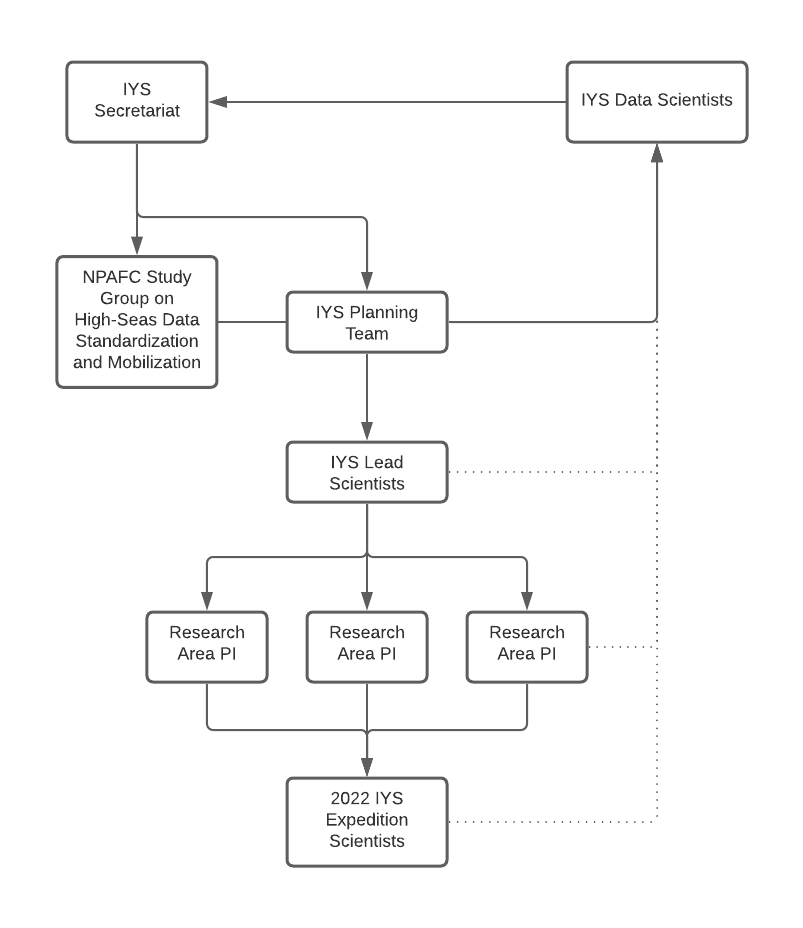 IYS
Secretariat
IYS Data Scientists
NPAFC Study
Group on
High-Seas Data
Standardization
and Mobilization
IYS Planning
Team
IYS Lead
Scientists
Research
Area PI
Research
Area PI
Research
Area PI
2022 IYS
Expedition
Scientists